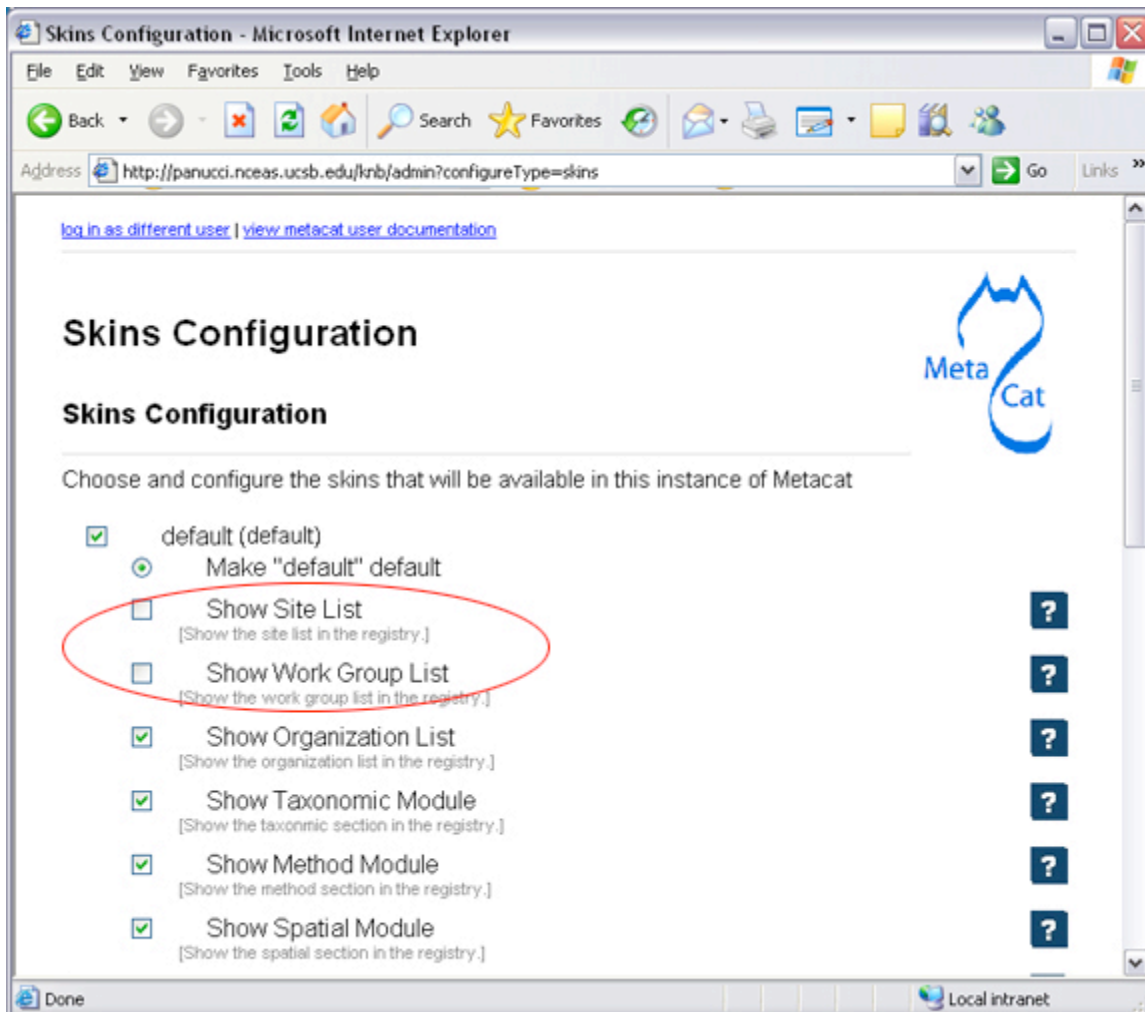 Skins Configuration - Microsoft Internet Explorer
File Edit View Favorites Tools Help
Back Search Favorites
Address http://panucci.nceas.ucsb.edu/knb/admin?configureType=skins Go Links »
log in as different user | view metacat user documentation
Skins Configuration
Meta
Cat
Skins Configuration
Choose and configure the skins that will be available in this instance of Metacat
default (default)
Make "default" default
Show Site List ?
[Show the site list in the registry.]
Show Work Group List ?
[Show the work group list in the registry.]
Show Organization List ?
[Show the organization list in the registry.]
Show Taxonomic Module ?
[Show the taxonmic section in the registry.]
Show Method Module ?
[Show the method section in the registry.]
Show Spatial Module ?
[Show the spatial section in the registry.]
Done Local intranet